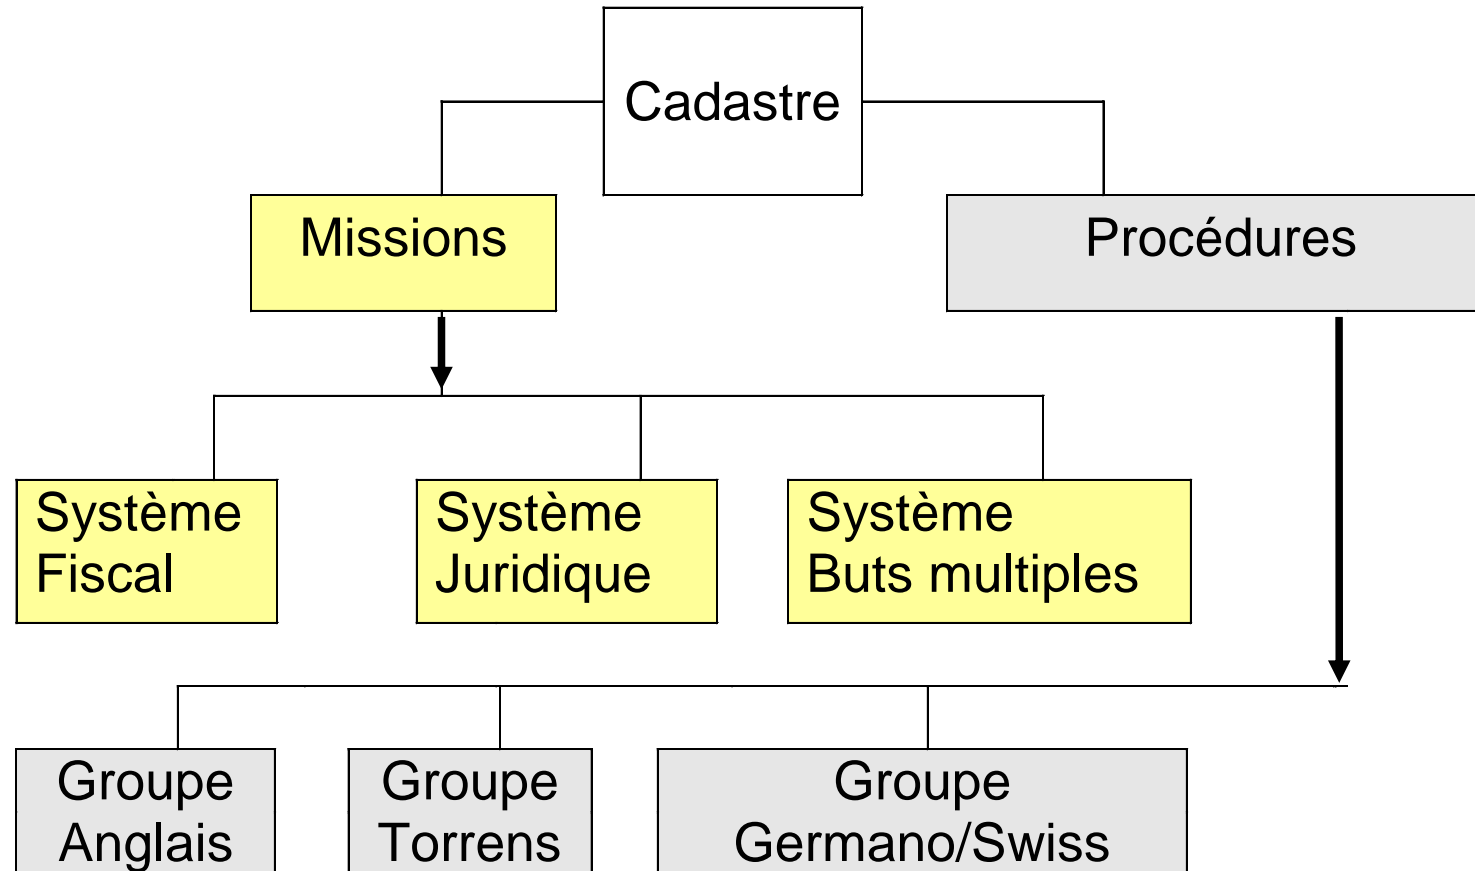 Cadastre
Missions
Procédures
Système
Fiscal
Système
Juridique
Système
Buts multiples
Groupe
Anglais
Groupe
Torrens
Groupe
Germano/Swiss